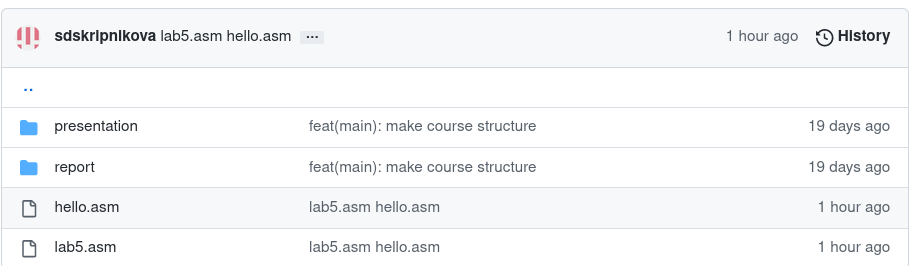 sdskripnikova lab5.asm hello.asm ... 1 hour ago History
..
presentation feat(main): make course structure 19 days ago
report feat(main): make course structure 19 days ago
hello.asm lab5.asm hello.asm 1 hour ago
lab5.asm lab5.asm hello.asm 1 hour ago